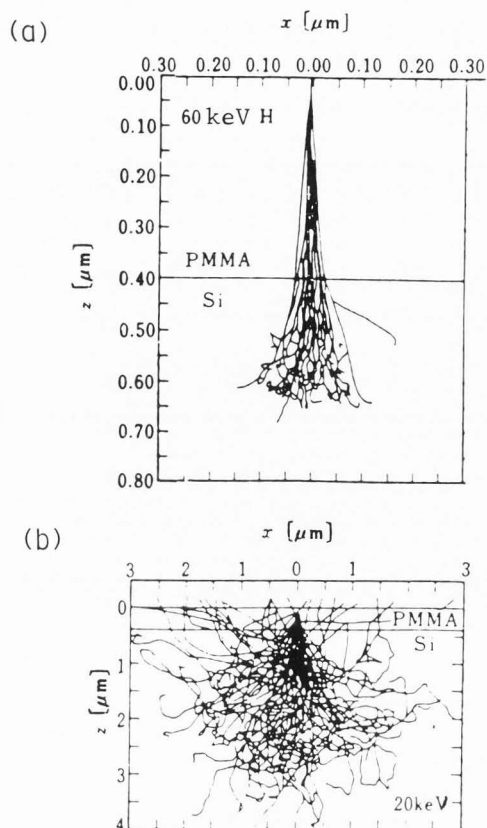 (a)
x [μm]
0.30 0.20 0.10 0.00 0.10 0.20 0.30
0.00
60 keV H
0.10
0.20
0.30
PMMA
0.40
Si
z [μm]
0.50
0.60
0.70
0.80
(b)
x [μm]
3 2 1 0 1 2 3
0
PMMA
Si
1
z [μm]
2
3
20keV
4